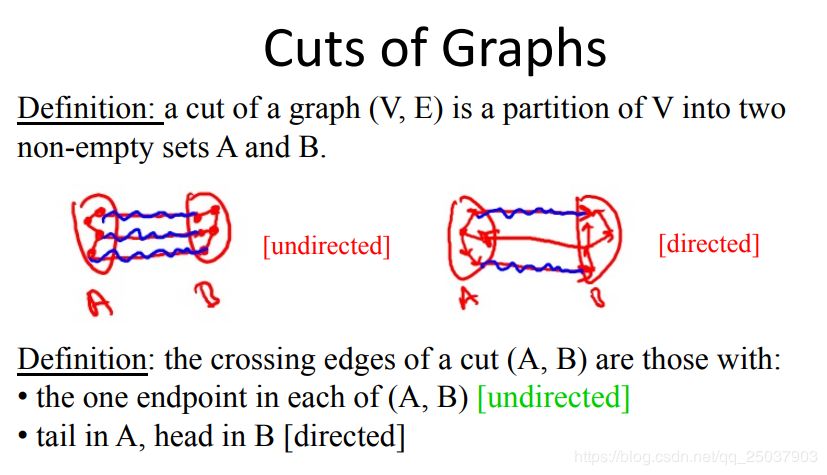 Cuts of Graphs
Definition: a cut of a graph (V, E) is a partition of V into two
non-empty sets A and B.
[undirected]
[directed]
A B
A B
Definition: the crossing edges of a cut (A, B) are those with:
• the one endpoint in each of (A, B) [undirected]
• tail in A, head in B [directed]
https://blog.csdn.net/qq_25037903